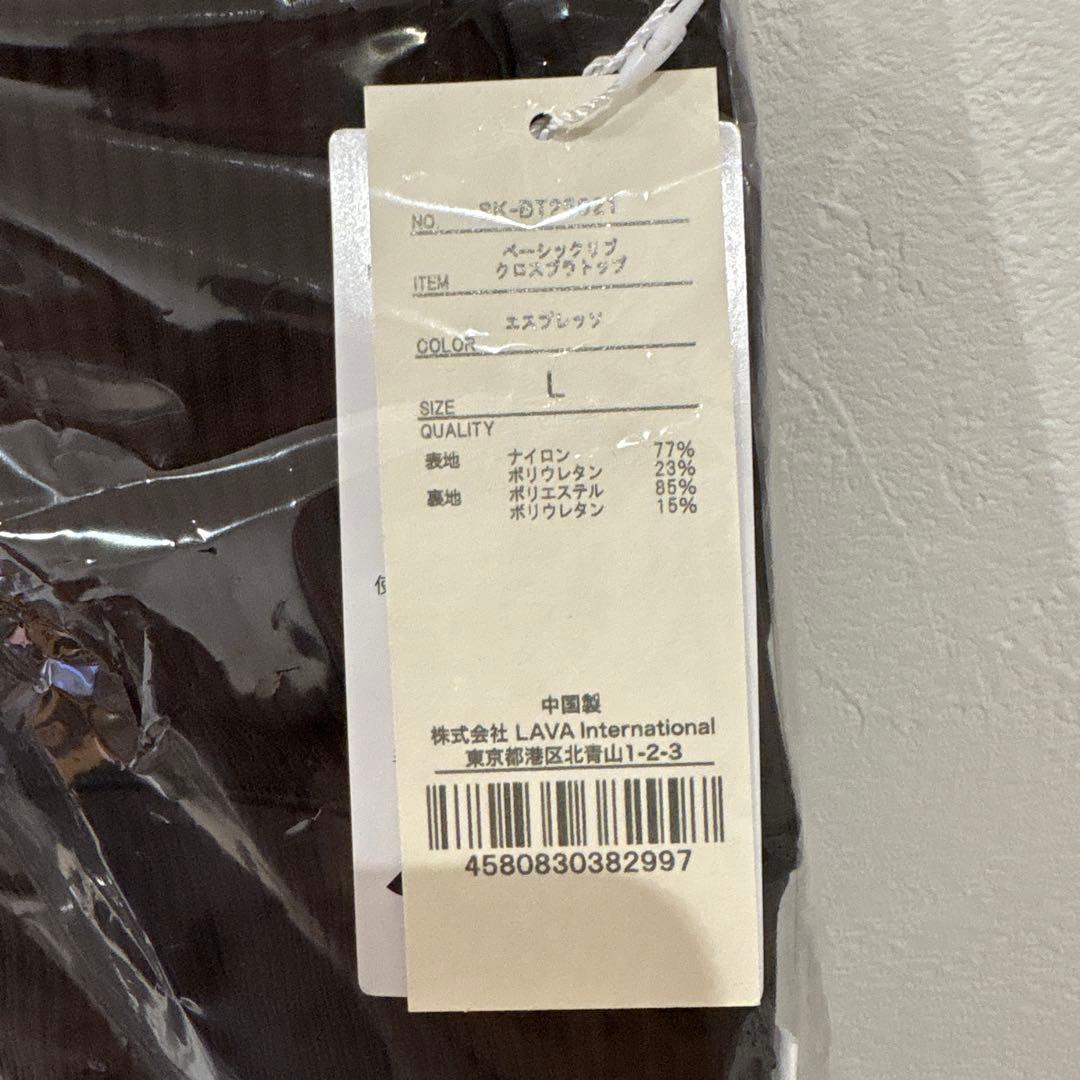 NO.
ベーシックリブ
クロスブラトップ
ITEM
エスプレッソ
COLOR
L
SIZE
QUALITY
表地 ナイロン 77%
ポリウレタン 23%
裏地 ポリエステル 85%
ポリウレタン 15%
使
中国製
株式会社 LAVA International
東京都港区北青山1-2-3
4580830382997